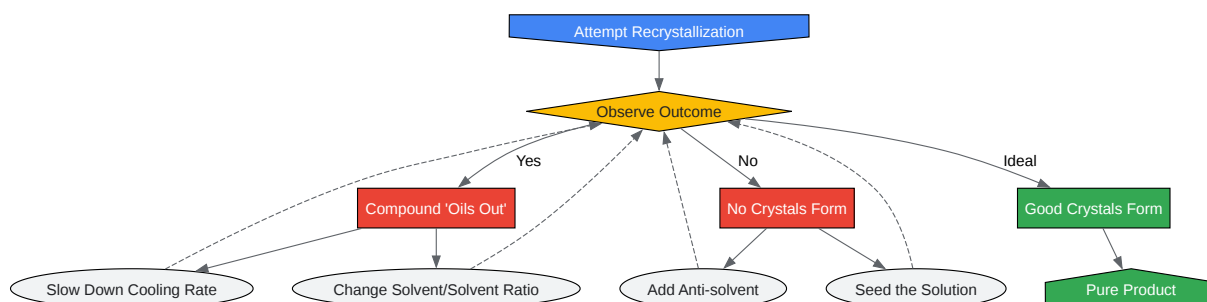 Attempt Recrystallization
Observe Outcome
Yes
No
Ideal
Compound 'Oils Out'
No Crystals Form
Good Crystals Form
Slow Down Cooling Rate
Change Solvent/Solvent Ratio
Add Anti-solvent
Seed the Solution
Pure Product